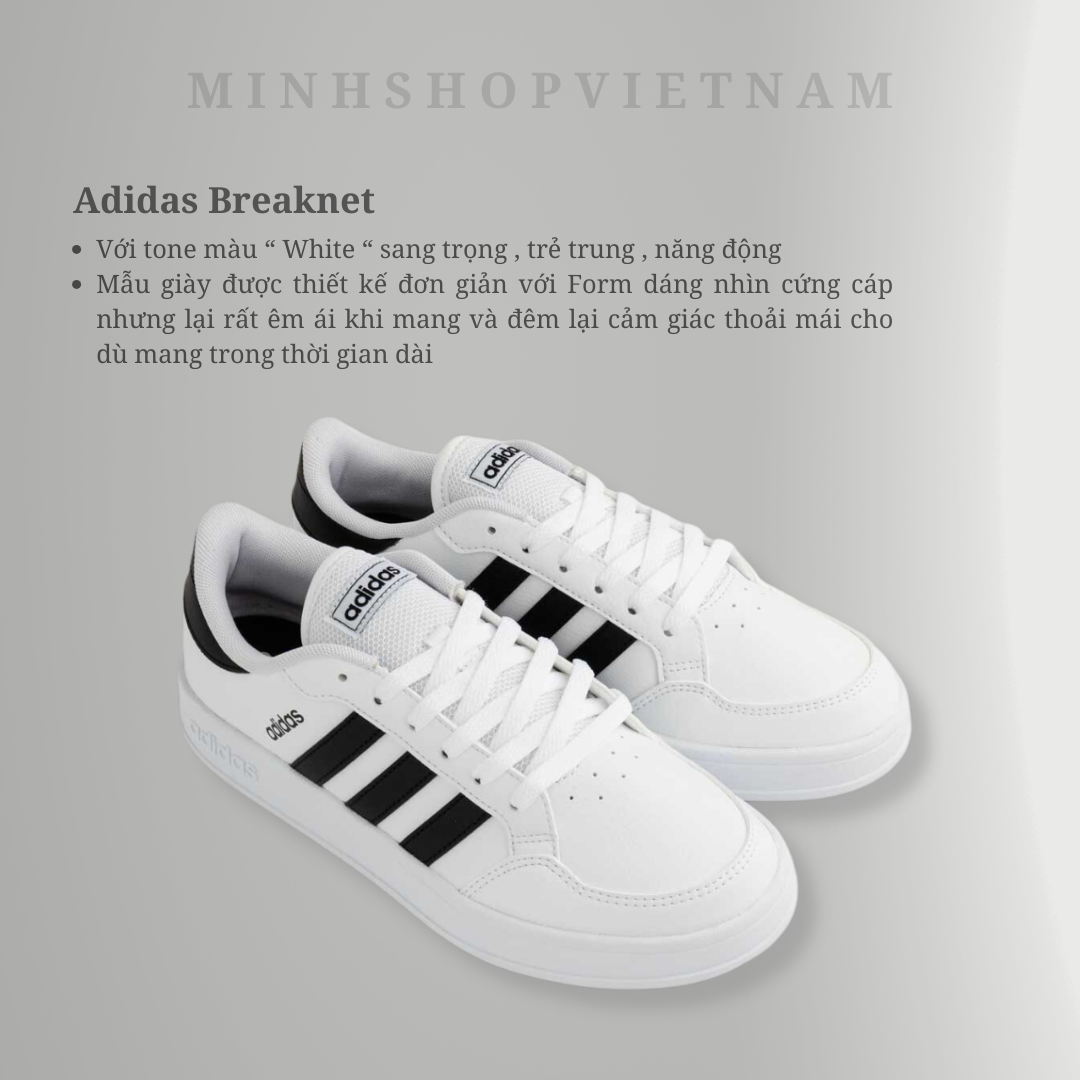 MINHSHOPVIETNAM
Adidas Breaknet
• Với tone màu “ White “ sang trọng , trẻ trung , năng động
• Mẫu giày được thiết kế đơn giản với Form dáng nhìn cứng cáp
nhưng lại rất êm ái khi mang và đêm lại cảm giác thoải mái cho
dù mang trong thời gian dài
adidas
adidas
adidas
adidas